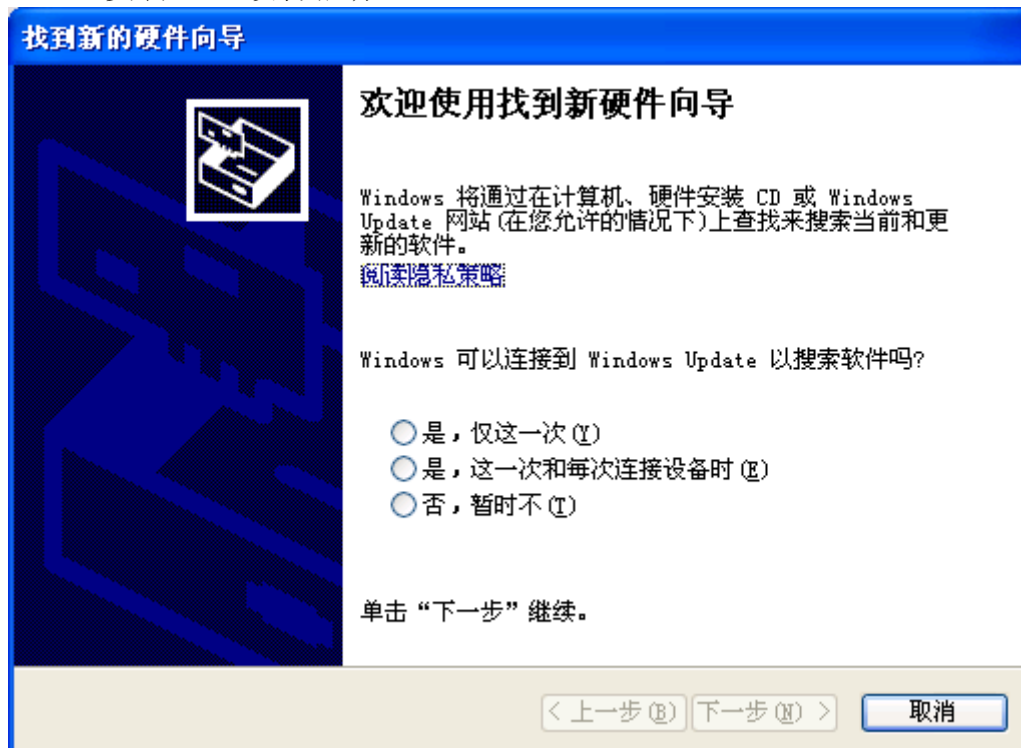 找到新的硬件向导
欢迎使用找到新硬件向导
Windows 将通过在计算机、硬件安装 CD 或 Windows
Update 网站(在您允许的情况下)上查找来搜索当前和更
新的软件。
阅读隐私策略
Windows 可以连接到 Windows Update 以搜索软件吗?
是，仅这一次(Y)
是，这一次和每次连接设备时(E)
否，暂时不(T)
单击“下一步”继续。
< 上一步(B) 下一步(N) > 取消